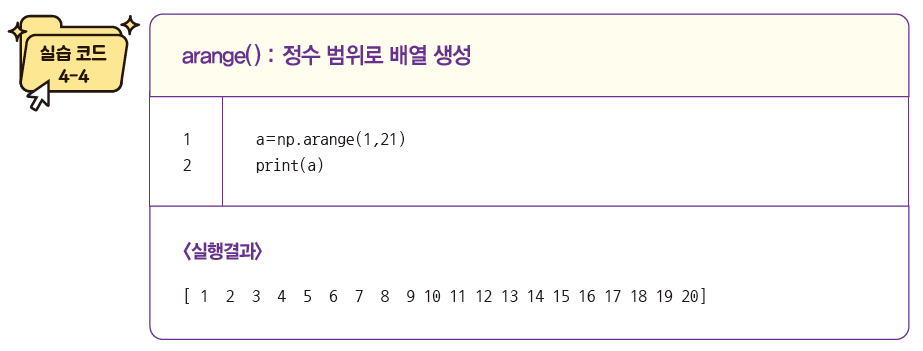 실습 코드
4-4
arange() : 정수 범위로 배열 생성
1 a=np.arange(1,21)
2 print(a)
<실행결과>
[ 1 2 3 4 5 6 7 8 9 10 11 12 13 14 15 16 17 18 19 20]